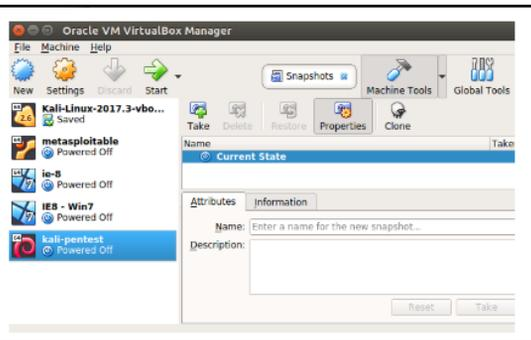 Oracle VM VirtualBox Manager
File Machine Help
New Settings Discard Start
Snapshots
Machine Tools
Global Tools
Kali-Linux-2017.3-vbo...
Saved
metasploitable
Powered Off
ie-8
Powered Off
IE8 - Win7
Powered Off
kali-pentest
Powered Off
Take Delete Restore Properties Clone
Name Take
Current State
Attributes Information
Name: Enter a name for the new snapshot...
Description:
Reset Take